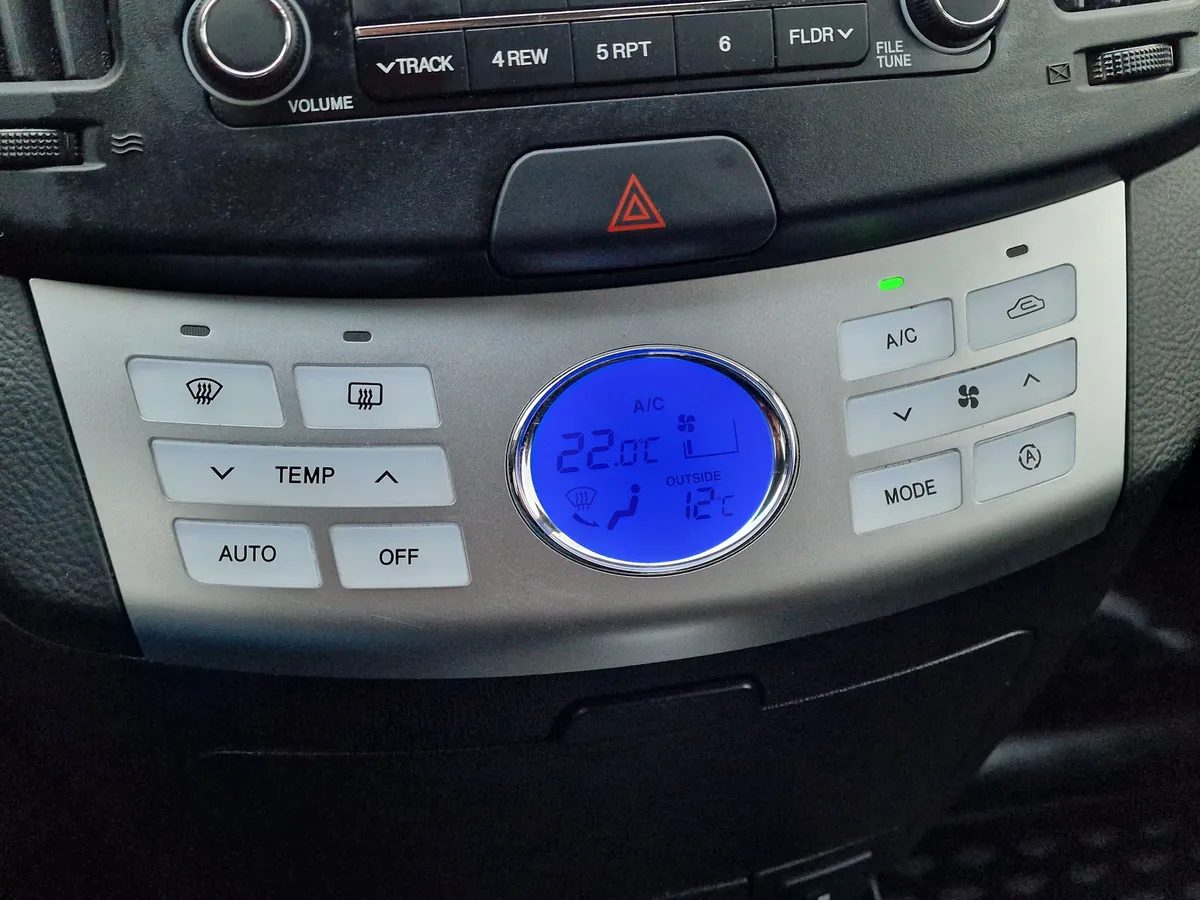 TRACK
4 REW
5 RPT
6
FLDR
FILE
TUNE
VOLUME
A/C
TEMP
AUTO
OFF
A/C
22.0°C
OUTSIDE
12°C
MODE
A